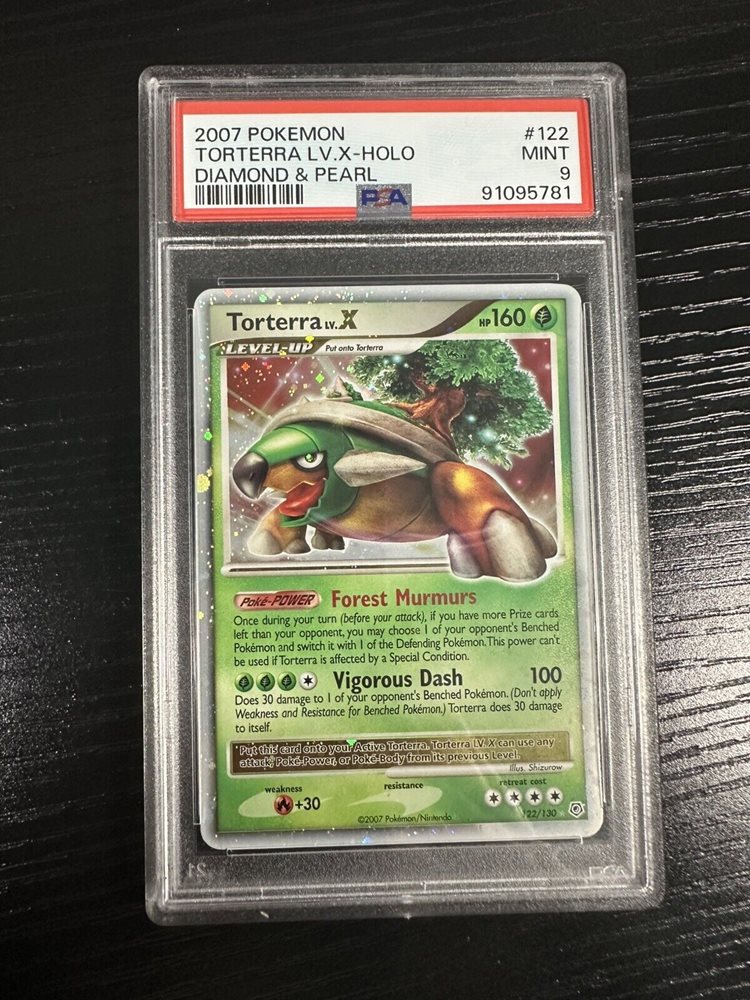 2007 POKEMON #122
TORTERRA LV.X-HOLO MINT
DIAMOND & PEARL 9
PSA 91095781
Torterra LV.X HP160
LEVEL-UP Put onto Torterra
Poké-POWER Forest Murmurs
Once during your turn (before your attack), if you have more Prize cards
left than your opponent, you may choose 1 of your opponent's Benched
Pokémon and switch it with 1 of the Defending Pokémon. This power can't
be used if Torterra is affected by a Special Condition.
Vigorous Dash 100
Does 30 damage to 1 of your opponent's Benched Pokémon. (Don't apply
Weakness and Resistance for Benched Pokémon.) Torterra does 30 damage
to itself.
Put this card onto your Active Torterra. Torterra LV.X can use any
attack, Poké-Power, or Poké-Body from its previous Level.
Illus. Shizurow
weakness resistance retreat cost
+30
©2007 Pokémon/Nintendo 122/130